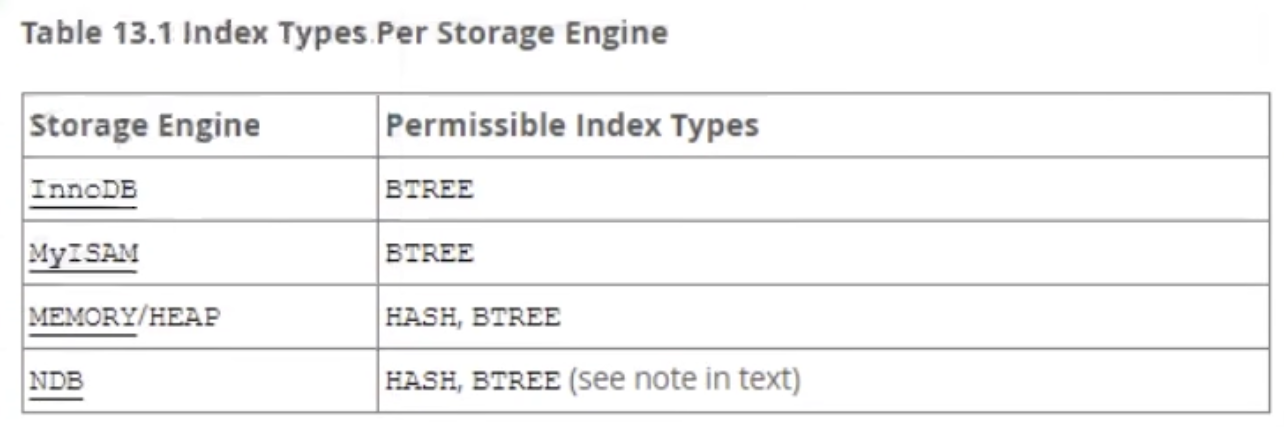 Table 13.1 Index Types Per Storage Engine
Storage Engine Permissible Index Types
InnoDB BTREE
MyISAM BTREE
MEMORY/HEAP HASH, BTREE
NDB HASH, BTREE (see note in text)